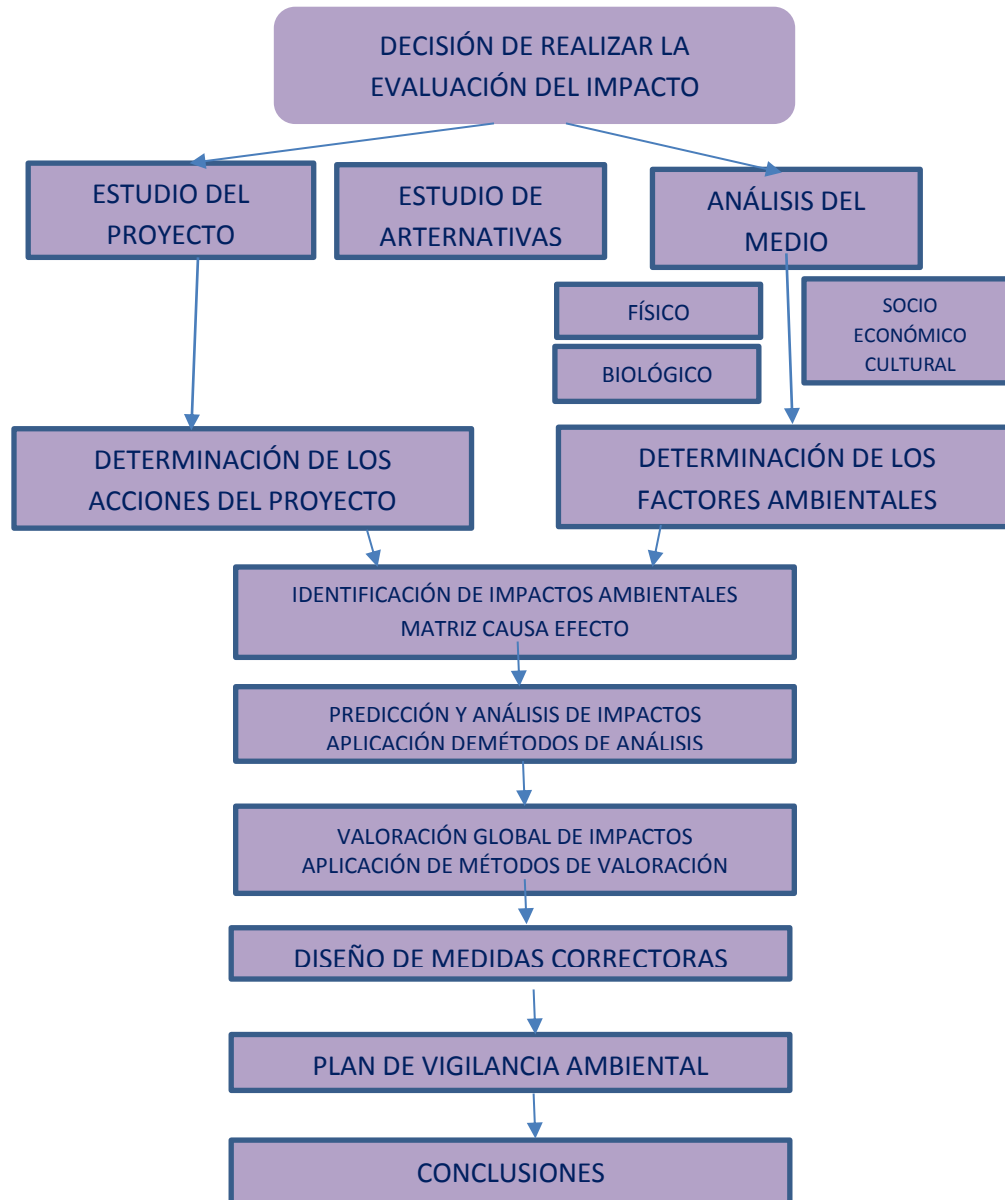 DECISIÓN DE REALIZAR LA
EVALUACIÓN DEL IMPACTO
ESTUDIO DEL
PROYECTO
ESTUDIO DE
ARTERNATIVAS
ANÁLISIS DEL
MEDIO
FÍSICO
BIOLÓGICO
SOCIO
ECONÓMICO
CULTURAL
DETERMINACIÓN DE LOS
ACCIONES DEL PROYECTO
DETERMINACIÓN DE LOS
FACTORES AMBIENTALES
IDENTIFICACIÓN DE IMPACTOS AMBIENTALES
MATRIZ CAUSA EFECTO
PREDICCIÓN Y ANÁLISIS DE IMPACTOS
APLICACIÓN DEMÉTODOS DE ANÁLISIS
VALORACIÓN GLOBAL DE IMPACTOS
APLICACIÓN DE MÉTODOS DE VALORACIÓN
DISEÑO DE MEDIDAS CORRECTORAS
PLAN DE VIGILANCIA AMBIENTAL
CONCLUSIONES